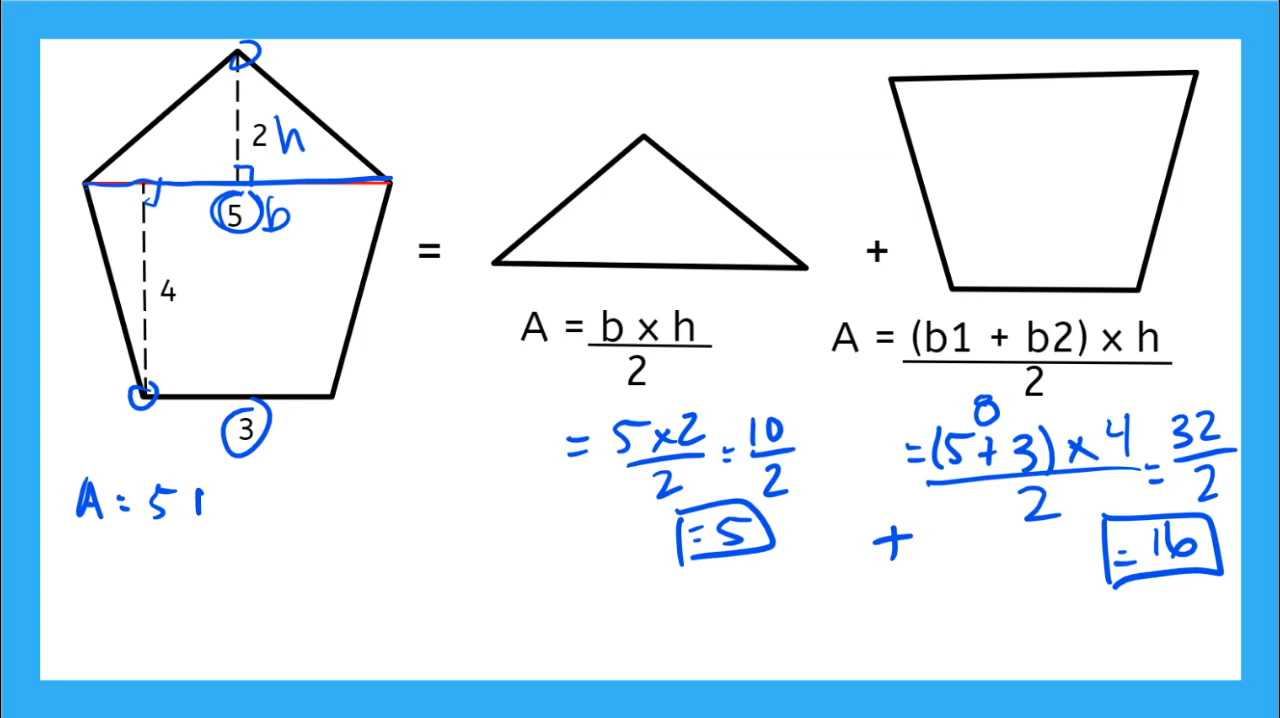 2 h
5 b
4
3
=
+
A = b x h
2
A = (b1 + b2) x h
2
= 5 x 2 = 10
2 2
= 5
8
= (5 + 3) x 4 = 32
2 2
+
= 16
A = 5